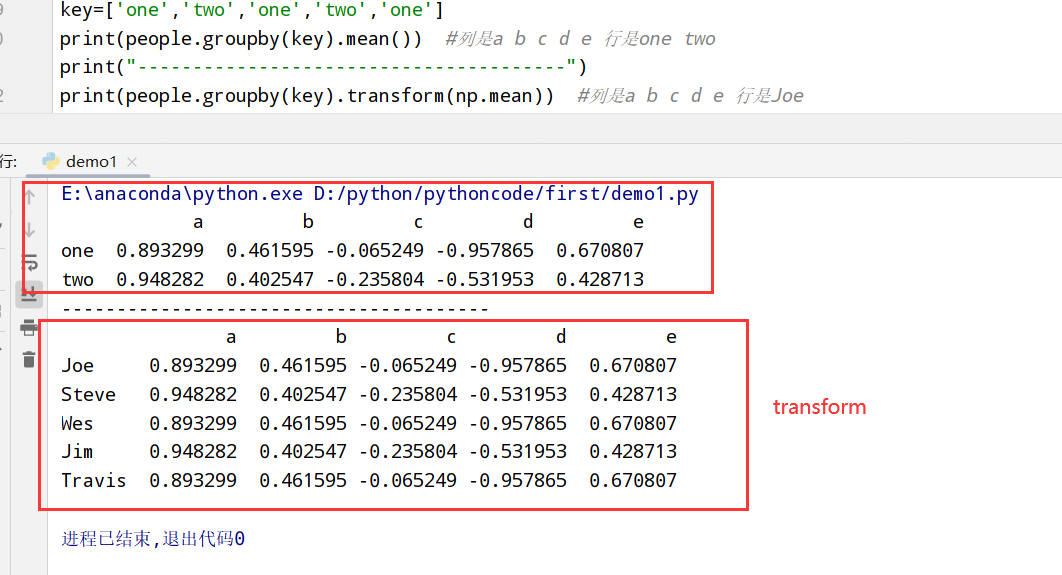 key=['one','two','one','two','one']
print(people.groupby(key).mean())  #列是a b c d e 行是one two
print("---------------------------------------")
print(people.groupby(key).transform(np.mean))  #列是a b c d e 行是Joe
行: demo1 ×
E:\anaconda\python.exe D:/python/pythoncode/first/demo1.py
a b c d e
one 0.893299 0.461595 -0.065249 -0.957865 0.670807
two 0.948282 0.402547 -0.235804 -0.531953 0.428713
---------------------------------------
a b c d e
Joe 0.893299 0.461595 -0.065249 -0.957865 0.670807
Steve 0.948282 0.402547 -0.235804 -0.531953 0.428713
transform
Wes 0.893299 0.461595 -0.065249 -0.957865 0.670807
Jim 0.948282 0.402547 -0.235804 -0.531953 0.428713
Travis 0.893299 0.461595 -0.065249 -0.957865 0.670807
进程已结束,退出代码0